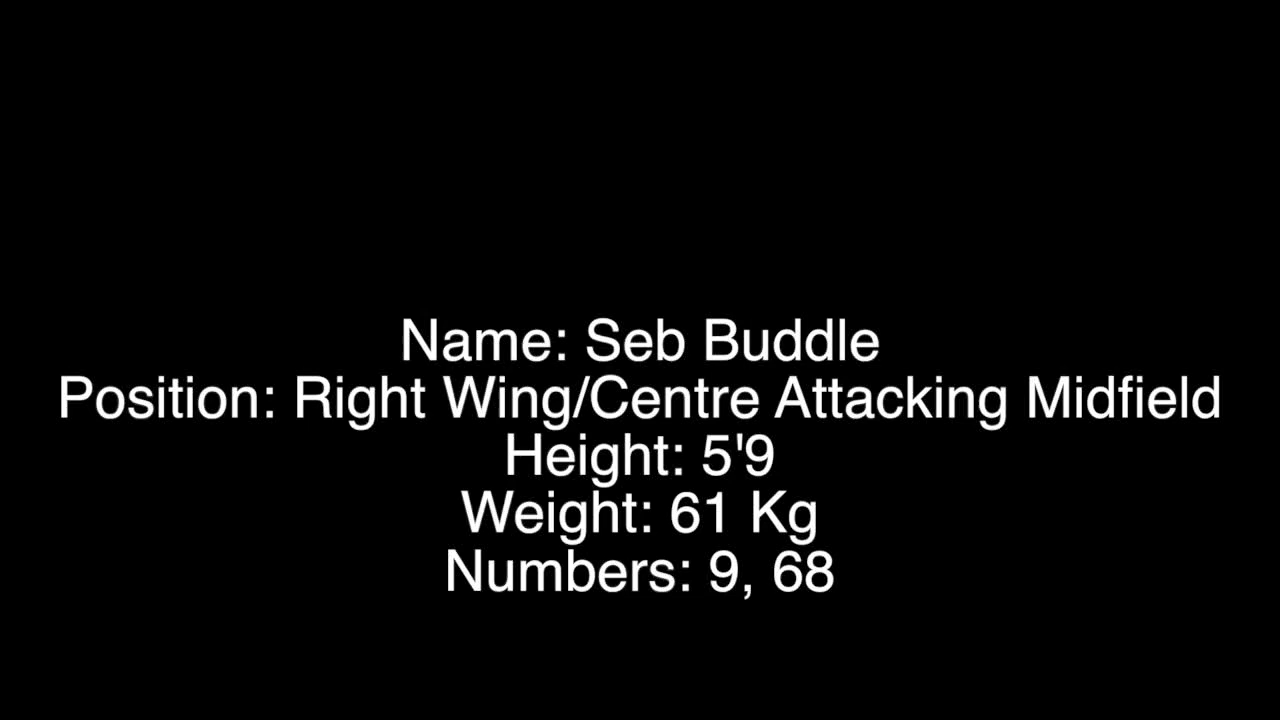 Name: Seb Buddle
Position: Right Wing/Centre Attacking Midfield
Height: 5'9
Weight: 61 Kg
Numbers: 9, 68